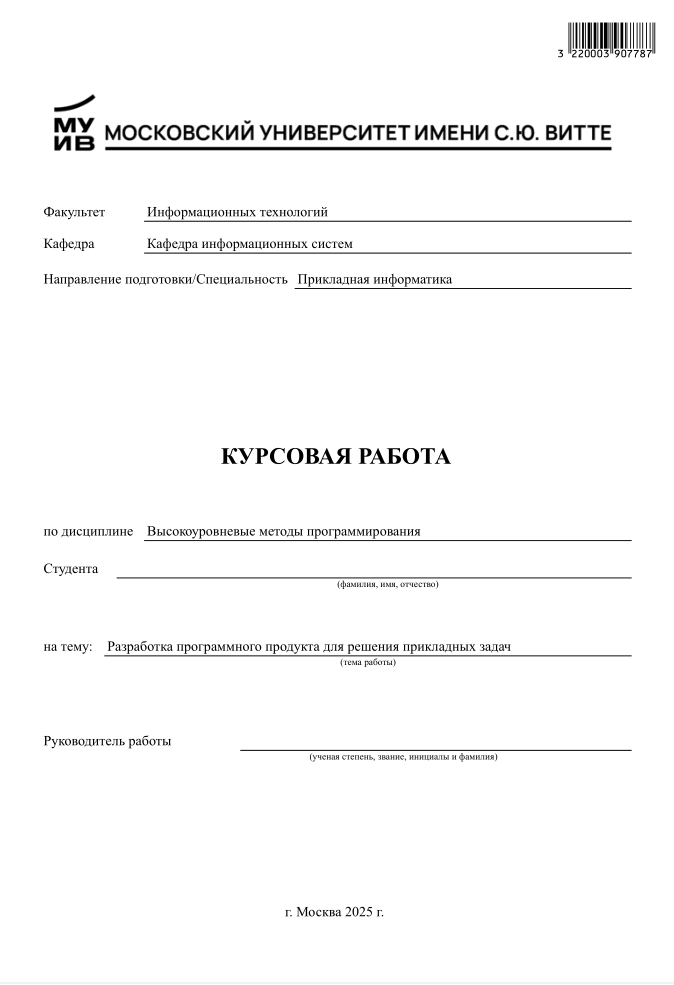 3 220003 907787
МУ
ИВ
МОСКОВСКИЙ УНИВЕРСИТЕТ ИМЕНИ С.Ю. ВИТТЕ
Факультет Информационных технологий
Кафедра Кафедра информационных систем
Направление подготовки/Специальность Прикладная информатика
КУРСОВАЯ РАБОТА
по дисциплине Высокоуровневые методы программирования
Студента
(фамилия, имя, отчество)
на тему: Разработка программного продукта для решения прикладных задач
(тема работы)
Руководитель работы
(ученая степень, звание, инициалы и фамилия)
г. Москва 2025 г.